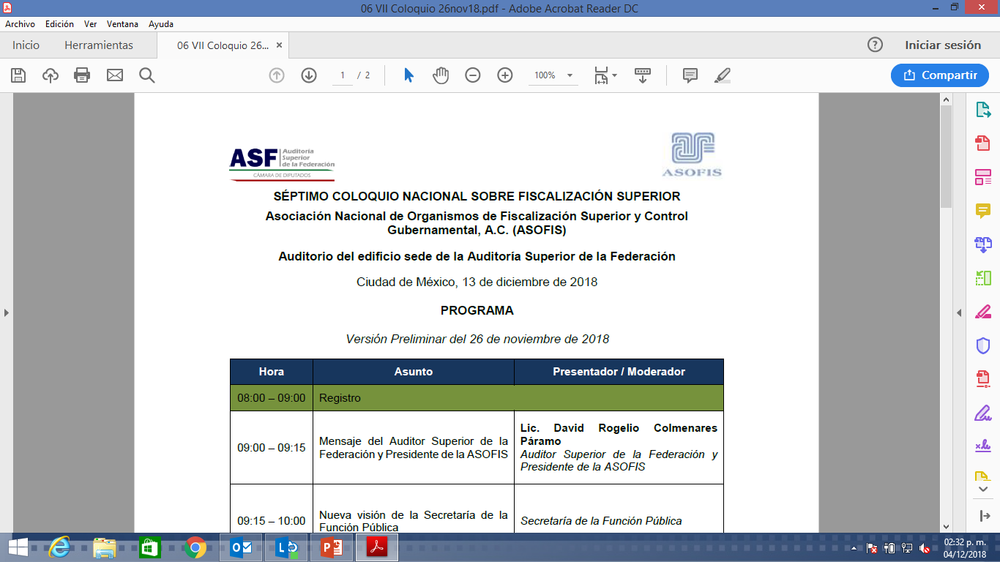 06 VII Coloquio 26nov18.pdf - Adobe Acrobat Reader DC
Archivo Edición Ver Ventana Ayuda
Inicio Herramientas 06 VII Coloquio 26... × Iniciar sesión
1 / 2 100% Compartir
ASF Auditoría
Superior
de la Federación
CÁMARA DE DIPUTADOS
ASOFIS
SÉPTIMO COLOQUIO NACIONAL SOBRE FISCALIZACIÓN SUPERIOR
Asociación Nacional de Organismos de Fiscalización Superior y Control
Gubernamental, A.C. (ASOFIS)
Auditorio del edificio sede de la Auditoría Superior de la Federación
Ciudad de México, 13 de diciembre de 2018
PROGRAMA
Versión Preliminar del 26 de noviembre de 2018
Hora Asunto Presentador / Moderador
08:00 – 09:00 Registro
09:00 – 09:15
Mensaje del Auditor Superior de la
Federación y Presidente de la ASOFIS
Lic. David Rogelio Colmenares
Páramo
Auditor Superior de la Federación y
Presidente de la ASOFIS
09:15 – 10:00
Nueva visión de la Secretaría de la
Función Pública
Secretaría de la Función Pública
02:32 p. m.
04/12/2018